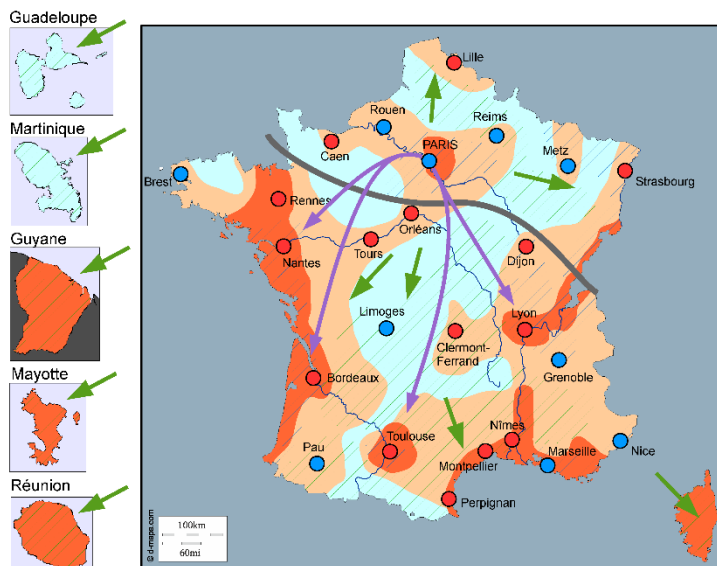 Guadeloupe
Martinique
Guyane
Mayotte
Réunion
Lille
Rouen
Reims
Caen
PARIS
Metz
Strasbourg
Brest
Rennes
Orléans
Nantes
Tours
Dijon
Limoges
Lyon
Clermont-
Ferrand
Grenoble
Bordeaux
Pau
Toulouse
Nîmes
Montpellier
Marseille
Nice
Perpignan
100km
60mi
© d-maps.com